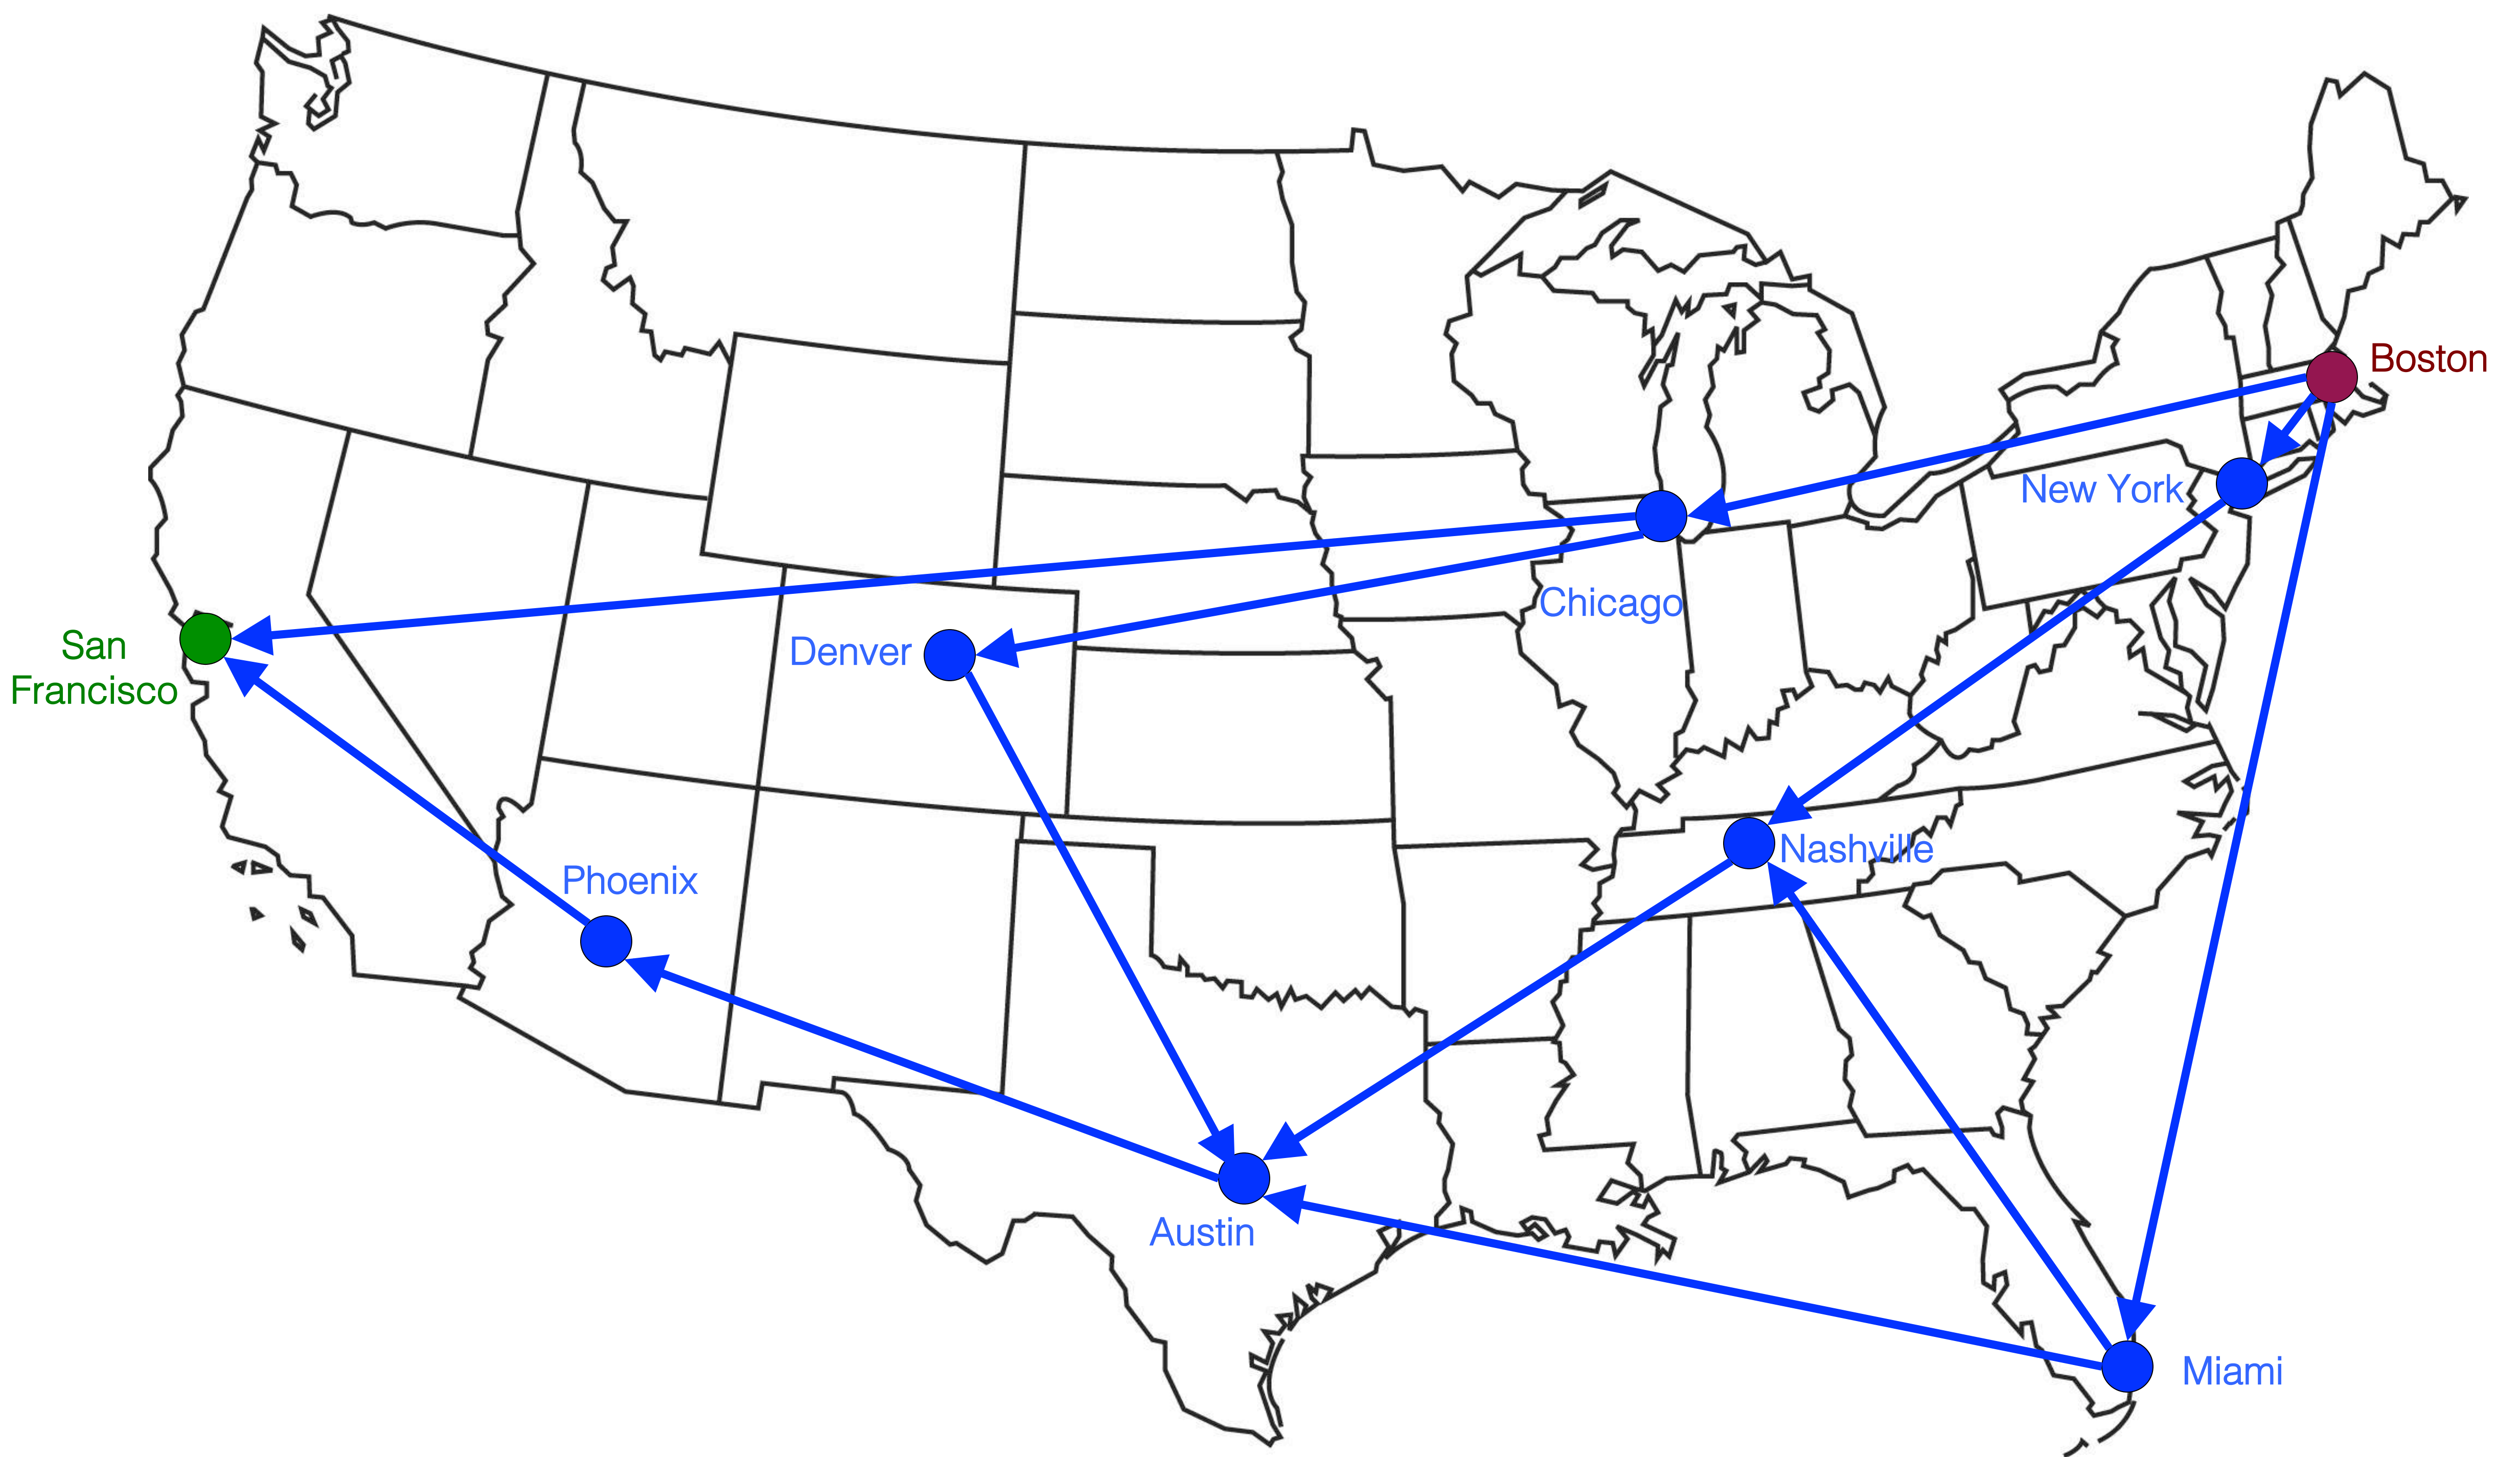 Boston
New York
Chicago
San
Francisco
Denver
Nashville
Phoenix
Austin
Miami